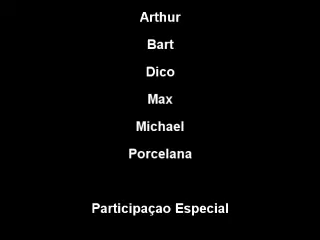 Arthur
Bart
Dico
Max
Michael
Porcelana
Participaçao Especial